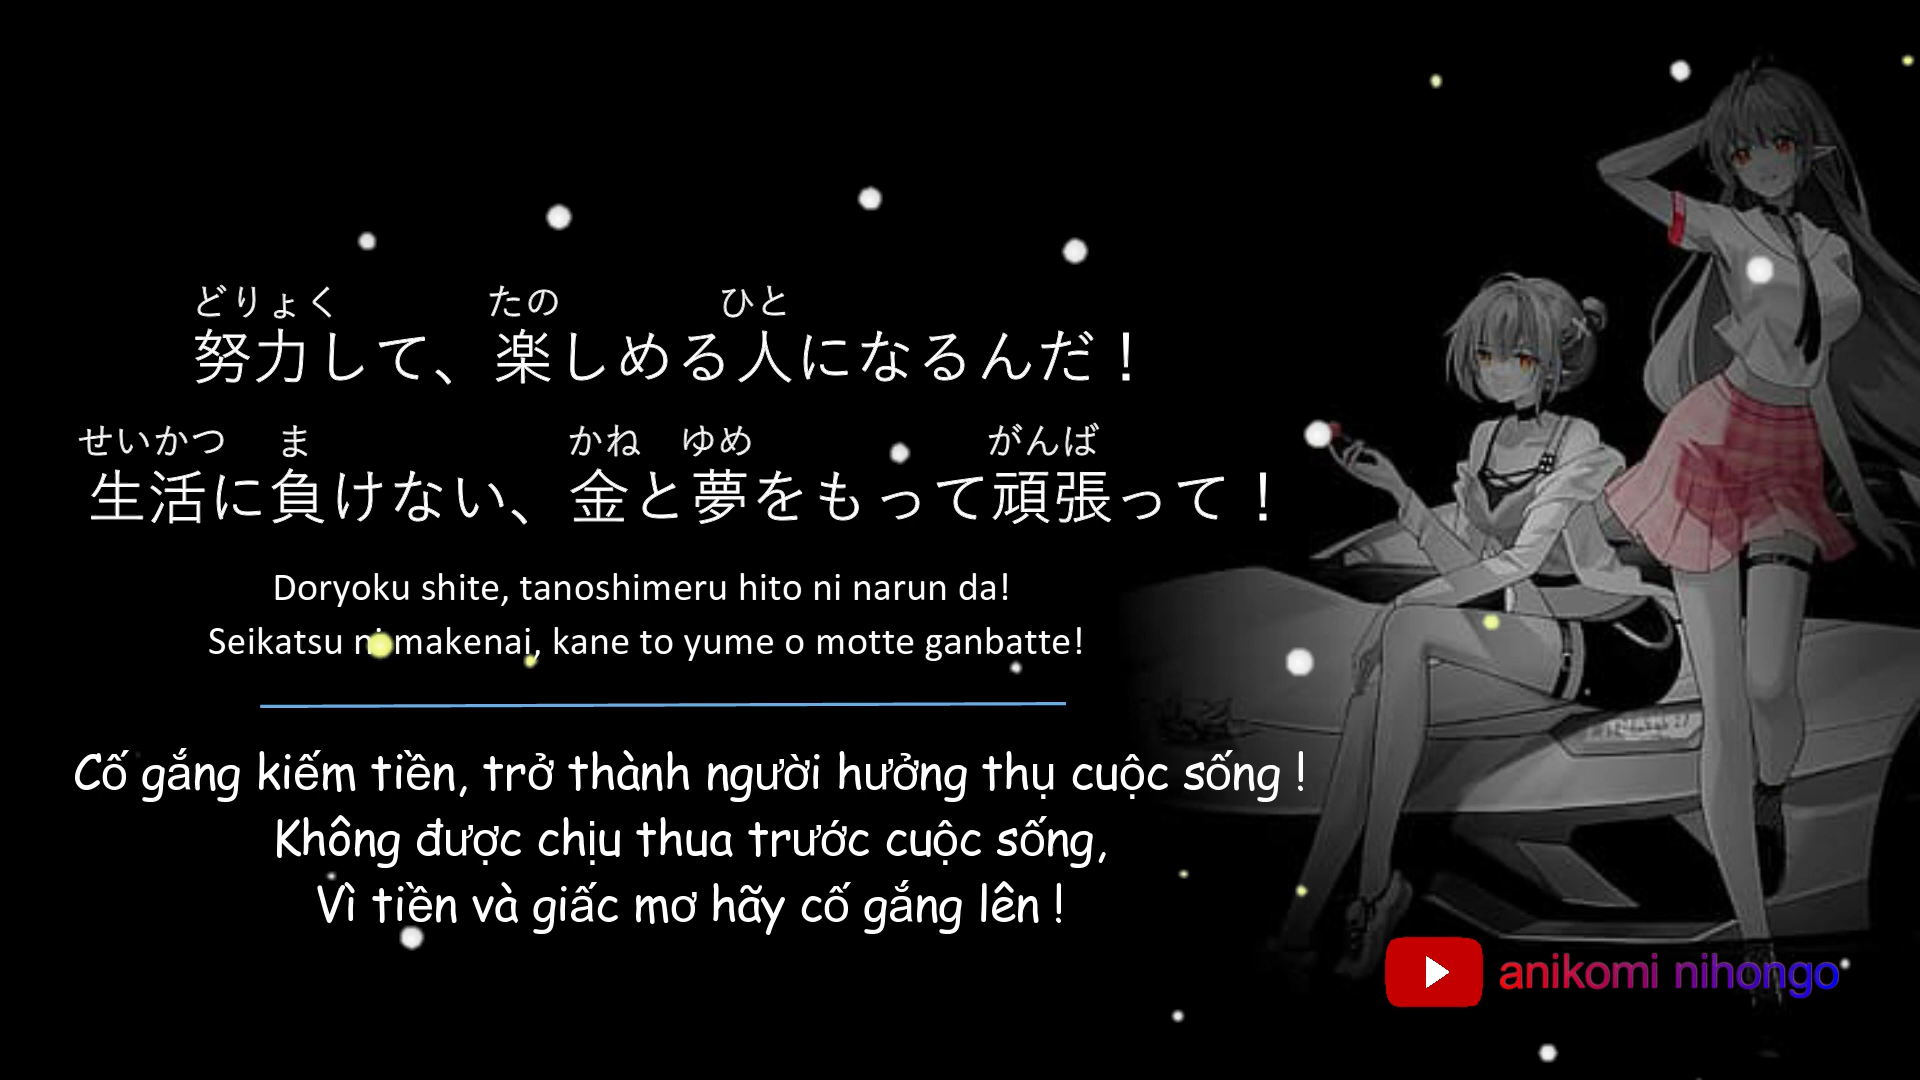 どりょく たの ひと
努力して、楽しめる人になるんだ！
せいかつ ま かね ゆめ がんば
生活に負けない、金と夢をもって頑張って！
Doryoku shite, tanoshimeru hito ni narun da!
Seikatsu ni makenai, kane to yume o motte ganbatte!
Cố gắng kiếm tiền, trở thành người hưởng thụ cuộc sống !
Không được chịu thua trước cuộc sống,
Vì tiền và giấc mơ hãy cố gắng lên !
anikomi nihongo